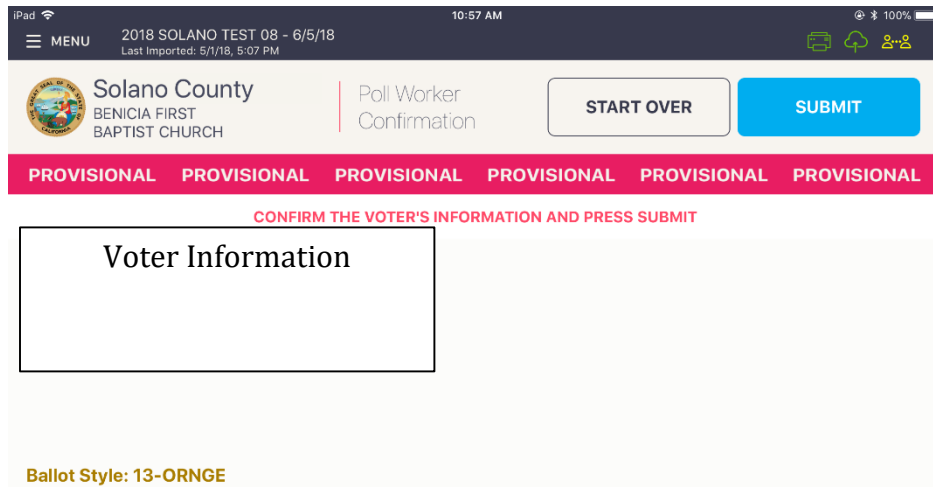 iPad 10:57 AM 100%
MENU 2018 SOLANO TEST 08 - 6/5/18
Last Imported: 5/1/18, 5:07 PM
Solano County
BENICIA FIRST
BAPTIST CHURCH
Poll Worker
Confirmation
START OVER
SUBMIT
PROVISIONAL PROVISIONAL PROVISIONAL PROVISIONAL PROVISIONAL PROVISIONAL
CONFIRM THE VOTER'S INFORMATION AND PRESS SUBMIT
Voter Information
Ballot Style: 13-ORNGE